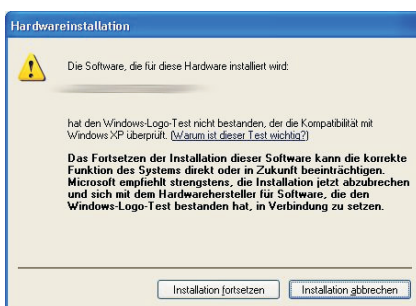 Hardwareinstallation
Die Software, die für diese Hardware installiert wird:
hat den Windows-Logo-Test nicht bestanden, der die Kompatibilität mit
Windows XP überprüft. (Warum ist dieser Test wichtig?)
Das Fortsetzen der Installation dieser Software kann die korrekte
Funktion des Systems direkt oder in Zukunft beeinträchtigen.
Microsoft empfiehlt strengstens, die Installation jetzt abzubrechen
und sich mit dem Hardwarehersteller für Software, die den
Windows-Logo-Test bestanden hat, in Verbindung zu setzen.
Installation fortsetzen Installation abbrechen